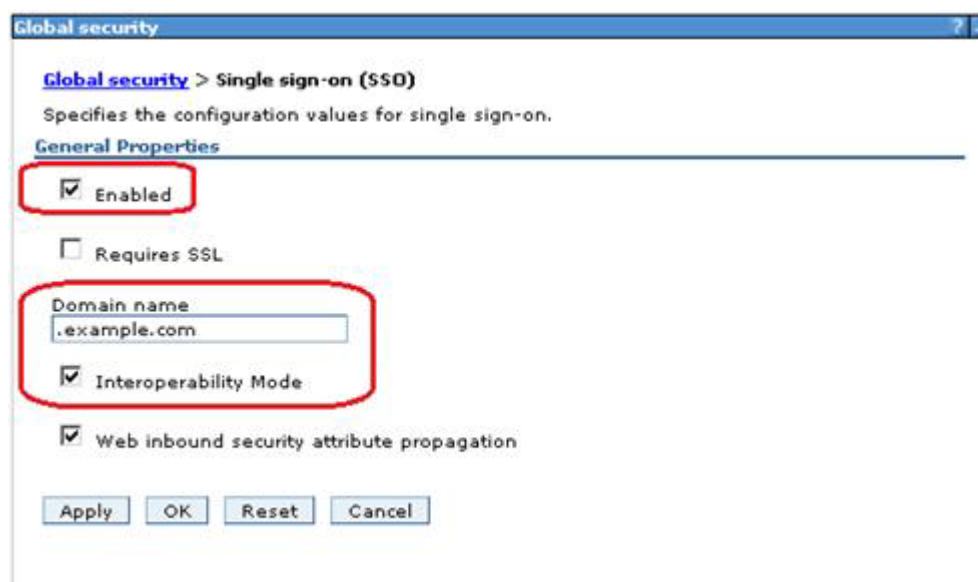 Global security ?
Global security > Single sign-on (SSO)
Specifies the configuration values for single sign-on.
General Properties
Enabled
Requires SSL
Domain name
.example.com
Interoperability Mode
Web inbound security attribute propagation
Apply OK Reset Cancel